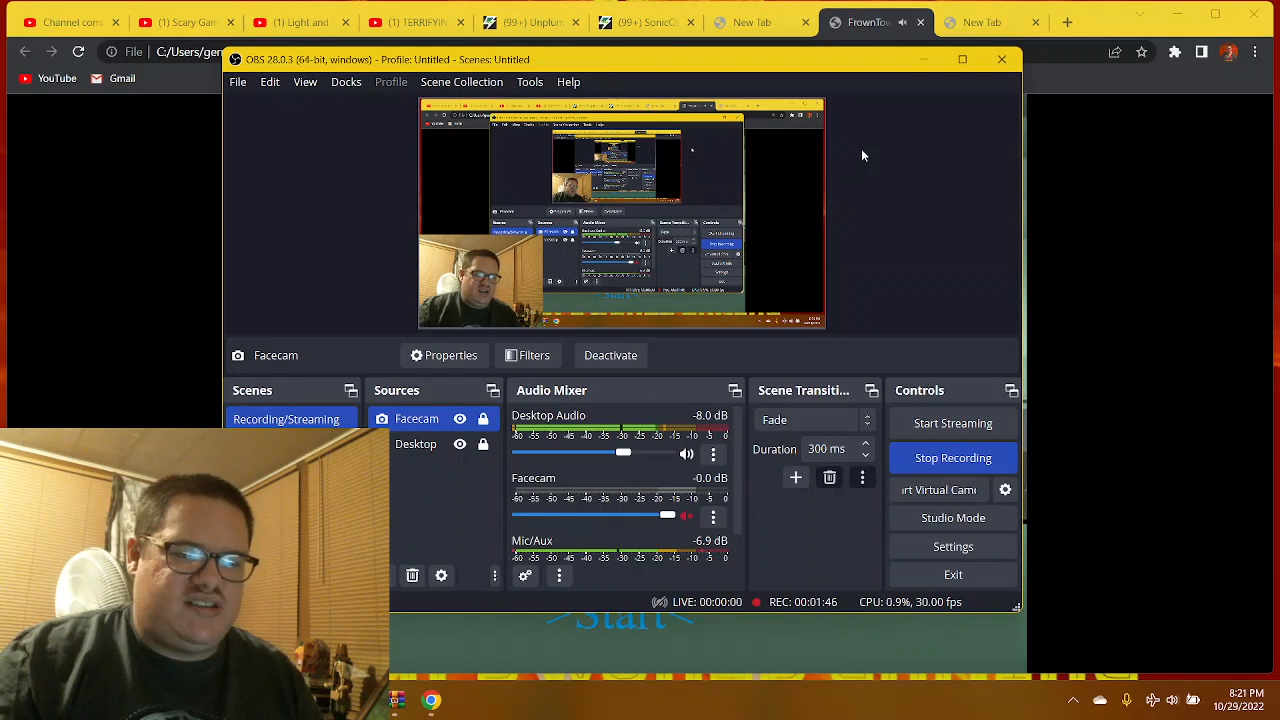 Channel com
(1) Scary Gam
(1) Light and
(1) TERRIFYIN
(99+) Unplum
(99+) SonicO
New Tab
FrownTow
New Tab
File
C:/Users/ger
YouTube
Gmail
OBS 28.0.3 (64-bit, windows) - Profile: Untitled - Scenes: Untitled
File Edit View Docks Profile Scene Collection Tools Help
Facecam
Properties
Filters
Deactivate
Scenes
Sources
Audio Mixer
Scene Transiti...
Controls
Recording/Streaming
Facecam
Desktop
Desktop Audio -8.0 dB
-60 -55 -50 -45 -40 -35 -30 -25 -20 -15 -10 -5 0
Facecam -0.0 dB
-60 -55 -50 -45 -40 -35 -30 -25 -20 -15 -10 -5 0
Mic/Aux -6.9 dB
-60 -55 -50 -45 -40 -35 -30 -25 -20 -15 -10 -5 0
Fade
Duration 300 ms
Start Streaming
Stop Recording
rt Virtual Cam
Studio Mode
Settings
Exit
LIVE: 00:00:00
REC: 00:01:46
CPU: 0.9%, 30.00 fps
Start
8:21 PM
10/29/2022